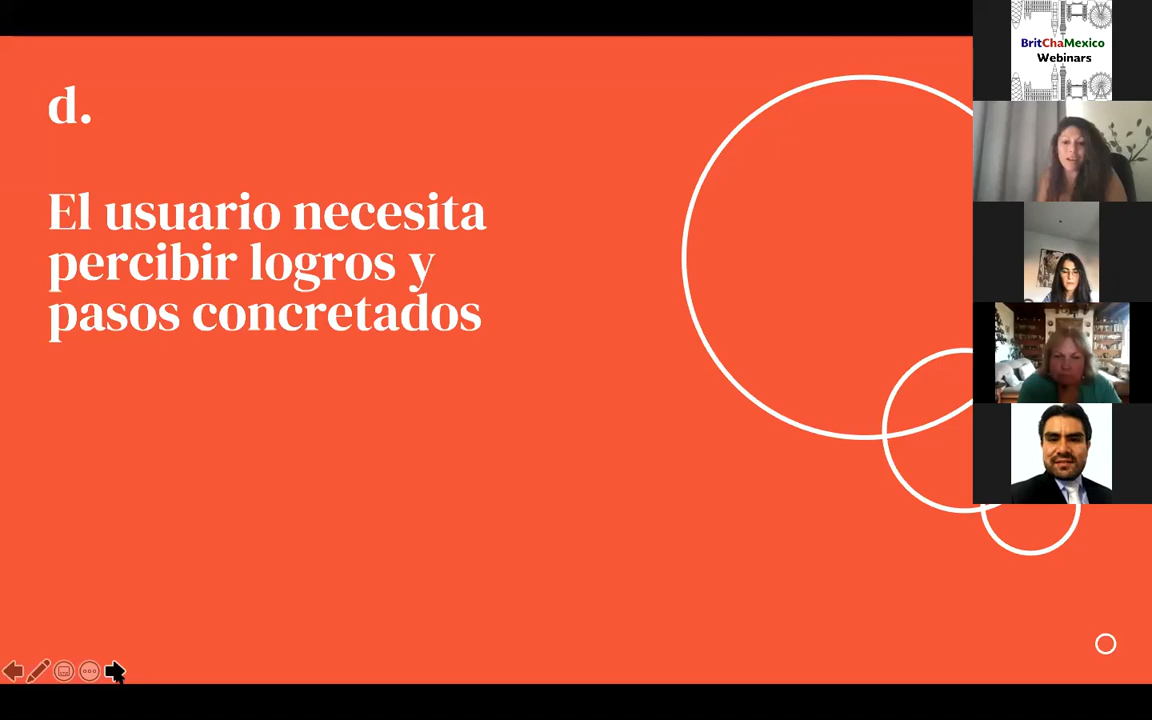 d.
El usuario necesita
percibir logros y
pasos concretados
BritChaMexico
Webinars